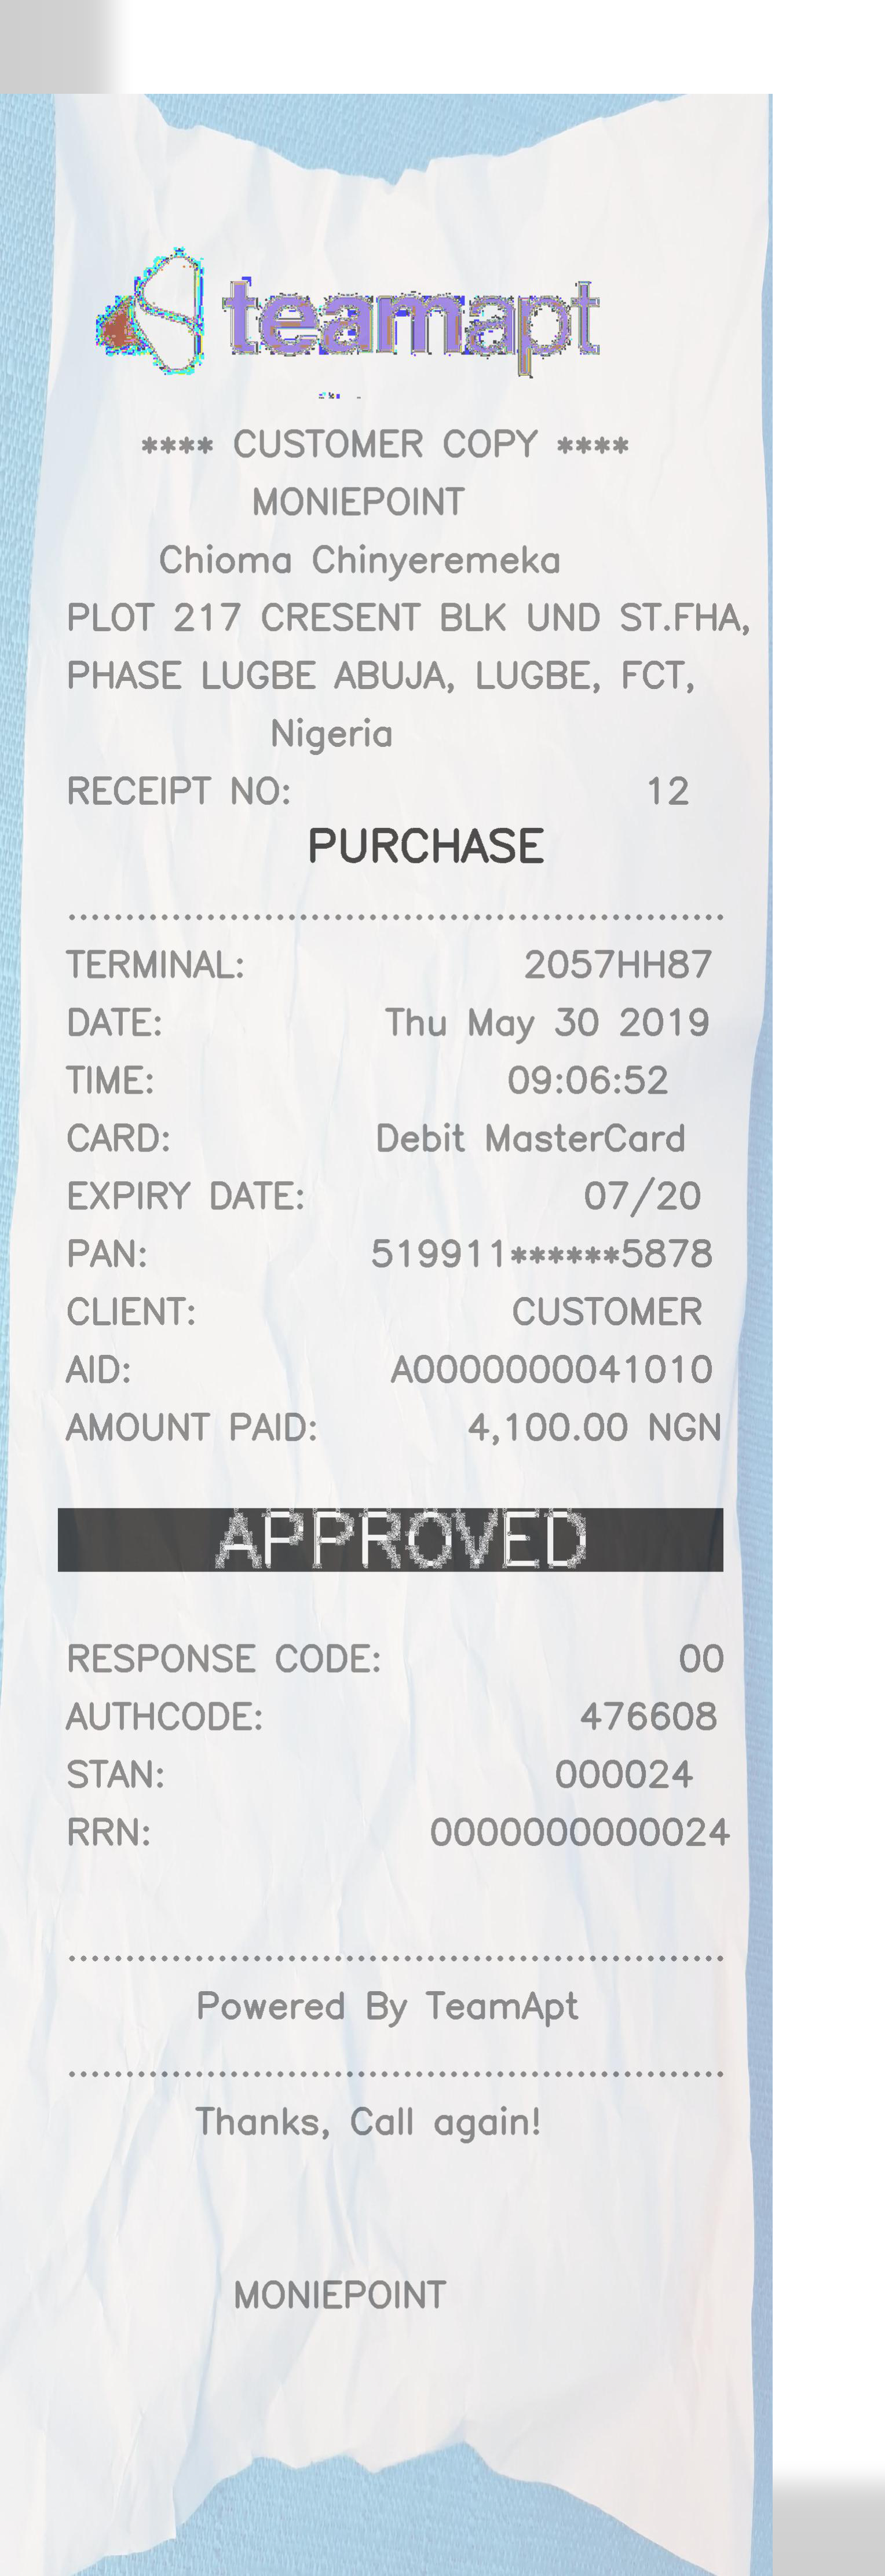 teamapt
**** CUSTOMER COPY ****
MONIEPOINT
Chioma Chinyeremeka
PLOT 217 CRESENT BLK UND ST.FHA,
PHASE LUGBE ABUJA, LUGBE, FCT,
Nigeria
RECEIPT NO: 12
PURCHASE
TERMINAL: 2057HH87
DATE: Thu May 30 2019
TIME: 09:06:52
CARD: Debit MasterCard
EXPIRY DATE: 07/20
PAN: 519911******5878
CLIENT: CUSTOMER
AID: A0000000041010
AMOUNT PAID: 4,100.00 NGN
APPROVED
RESPONSE CODE: 00
AUTHCODE: 476608
STAN: 000024
RRN: 0000000000024
Powered By TeamApt
Thanks, Call again!
MONIEPOINT